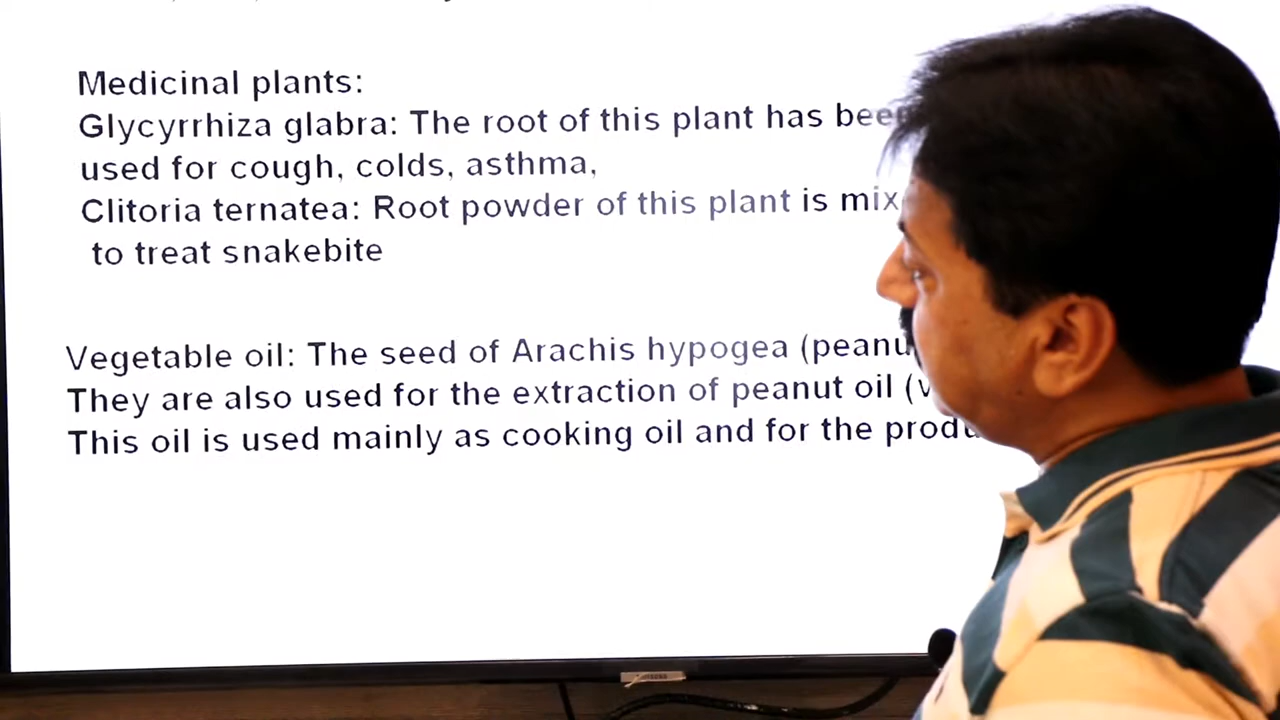 Medicinal plants:
Glycyrrhiza glabra: The root of this plant has bee
used for cough, colds, asthma,
Clitoria ternatea: Root powder of this plant is mix
to treat snakebite
Vegetable oil: The seed of Arachis hypogea (peanu
They are also used for the extraction of peanut oil (v
This oil is used mainly as cooking oil and for the produ